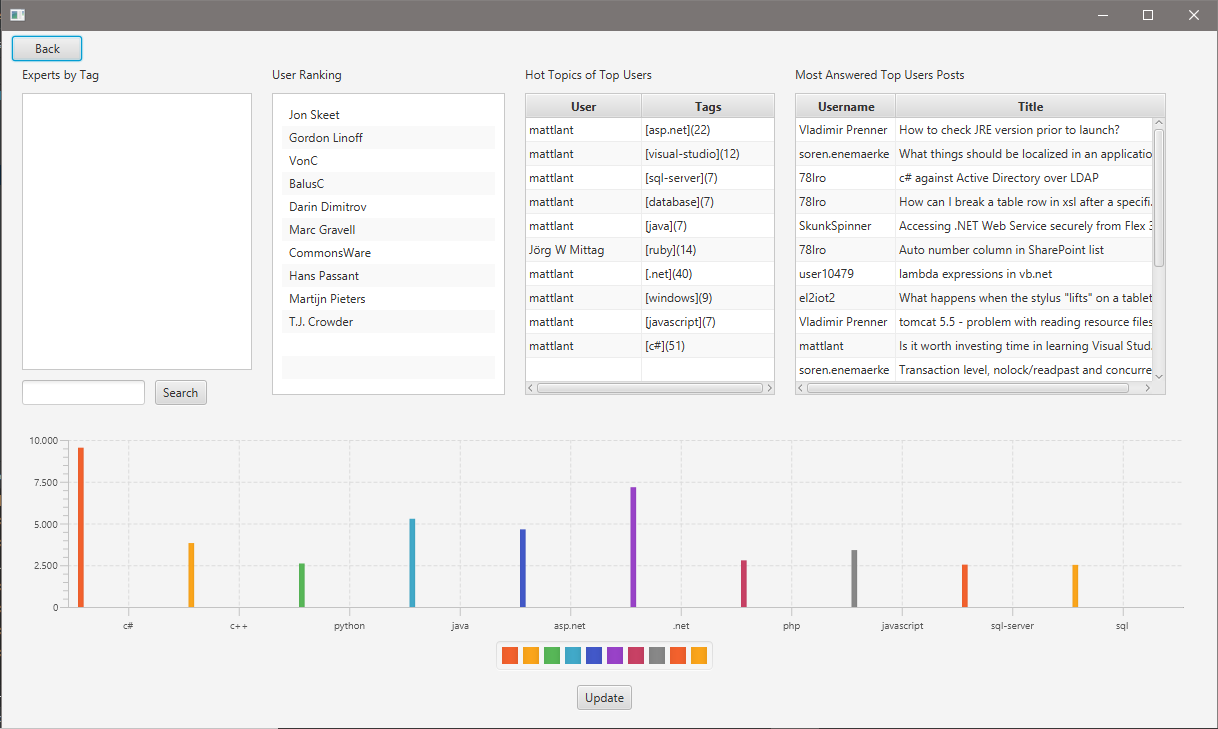 Back
Experts by Tag
Search
User Ranking
Jon Skeet
Gordon Linoff
VonC
BalusC
Darin Dimitrov
Marc Gravell
CommonsWare
Hans Passant
Martijn Pieters
T.J. Crowder
Hot Topics of Top Users
User Tags
mattlant [asp.net](22)
mattlant [visual-studio](12)
mattlant [sql-server](7)
mattlant [database](7)
mattlant [java](7)
Jörg W Mittag [ruby](14)
mattlant [.net](40)
mattlant [windows](9)
mattlant [javascript](7)
mattlant [c#](51)
Most Answered Top Users Posts
Username Title
Vladimir Prenner How to check JRE version prior to launch?
soren.enemaerke What things should be localized in an applicatio
78lro c# against Active Directory over LDAP
78lro How can I break a table row in xsl after a specifi.
SkunkSpinner Accessing .NET Web Service securely from Flex 3
78lro Auto number column in SharePoint list
user10479 lambda expressions in vb.net
el2iot2 What happens when the stylus "lifts" on a tablet
Vladimir Prenner tomcat 5.5 - problem with reading resource files
mattlant Is it worth investing time in learning Visual Stud.
soren.enemaerke Transaction level, nolock/readpast and concurre
10.000
7.500
5.000
2.500
0
c# c++ python java asp.net .net php javascript sql-server sql
Update